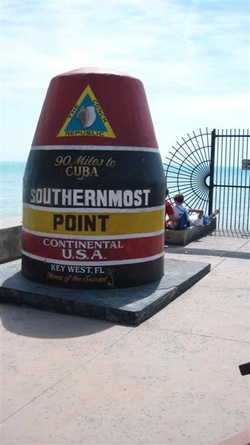 THE CONCH
REPUBLIC
90 Miles to
CUBA
SOUTHERNMOST
POINT
CONTINENTAL
U.S.A.
KEY WEST, FL
Home of the Sunset